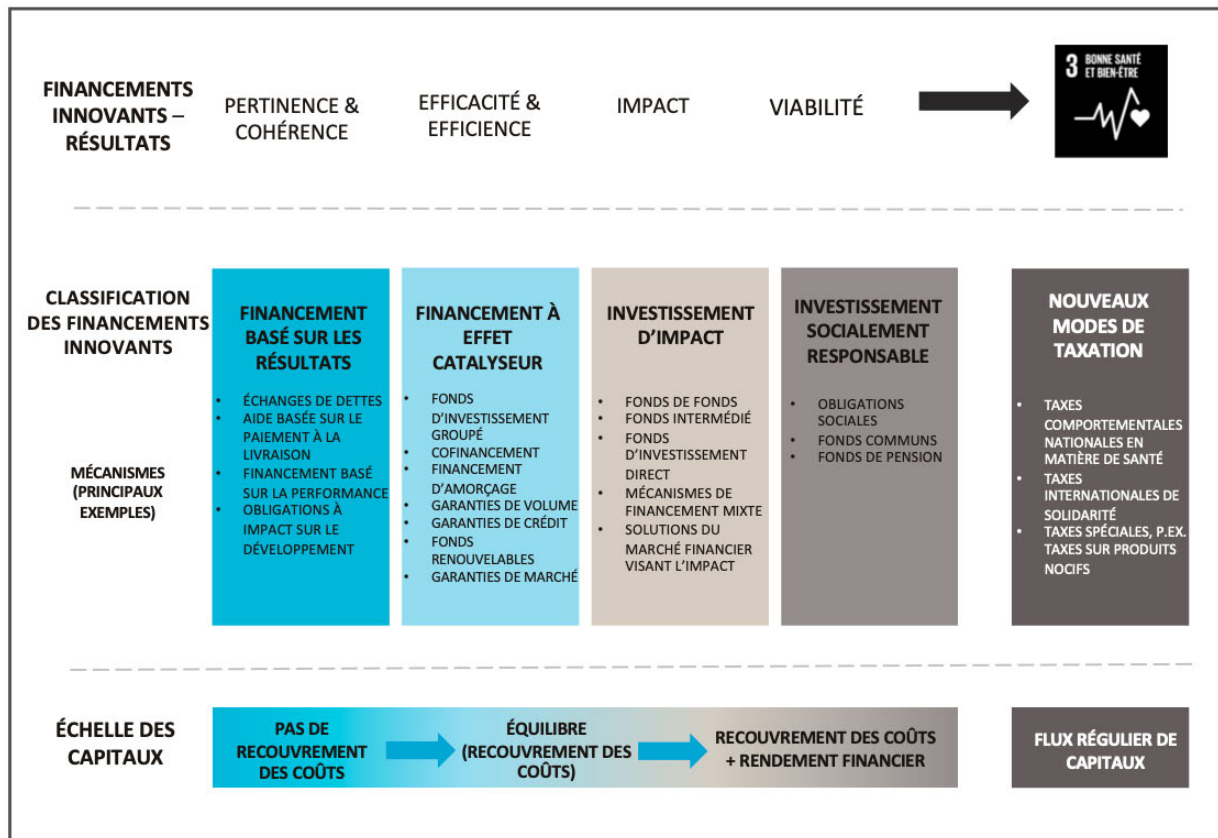 FINANCEMENTS
INNOVANTS –
RÉSULTATS
PERTINENCE &
COHÉRENCE
EFFICACITÉ &
EFFICIENCE
IMPACT
VIABILITÉ
3 BONNE SANTÉ
ET BIEN-ÊTRE
CLASSIFICATION
DES FINANCEMENTS
INNOVANTS
MÉCANISMES
(PRINCIPAUX
EXEMPLES)
FINANCEMENT
BASÉ SUR LES
RÉSULTATS
• ÉCHANGES DE DETTES
• AIDE BASÉE SUR LE
PAIEMENT À LA
LIVRAISON
• FINANCEMENT BASÉ
SUR LA PERFORMANCE
• OBLIGATIONS À
IMPACT SUR LE
DÉVELOPPEMENT
FINANCEMENT À
EFFET
CATALYSEUR
• FONDS
D’INVESTISSEMENT
GROUPÉ
• COFINANCEMENT
• FINANCEMENT
D’AMORÇAGE
• GARANTIES DE VOLUME
• GARANTIES DE CRÉDIT
• FONDS
RENOUVELABLES
• GARANTIES DE MARCHÉ
INVESTISSEMENT
D’IMPACT
• FONDS DE FONDS
• FONDS INTERMÉDIÉ
• FONDS
D’INVESTISSEMENT
DIRECT
• MÉCANISMES DE
FINANCEMENT MIXTE
• SOLUTIONS DU
MARCHÉ FINANCIER
VISANT L’IMPACT
INVESTISSEMENT
SOCIALEMENT
RESPONSABLE
• OBLIGATIONS
SOCIALES
• FONDS COMMUNS
• FONDS DE PENSION
NOUVEAUX
MODES DE
TAXATION
• TAXES
COMPORTEMENTALES
NATIONALES EN
MATIÈRE DE SANTÉ
• TAXES
INTERNATIONALES DE
SOLIDARITÉ
• TAXES SPÉCIALES, P.EX.
TAXES SUR PRODUITS
NOCIFS
ÉCHELLE DES
CAPITAUX
PAS DE
RECOUVREMENT
DES COÛTS
ÉQUILIBRE
(RECOUVREMENT DES
COÛTS)
RECOUVREMENT DES COÛTS
+ RENDEMENT FINANCIER
FLUX RÉGULIER DE
CAPITAUX